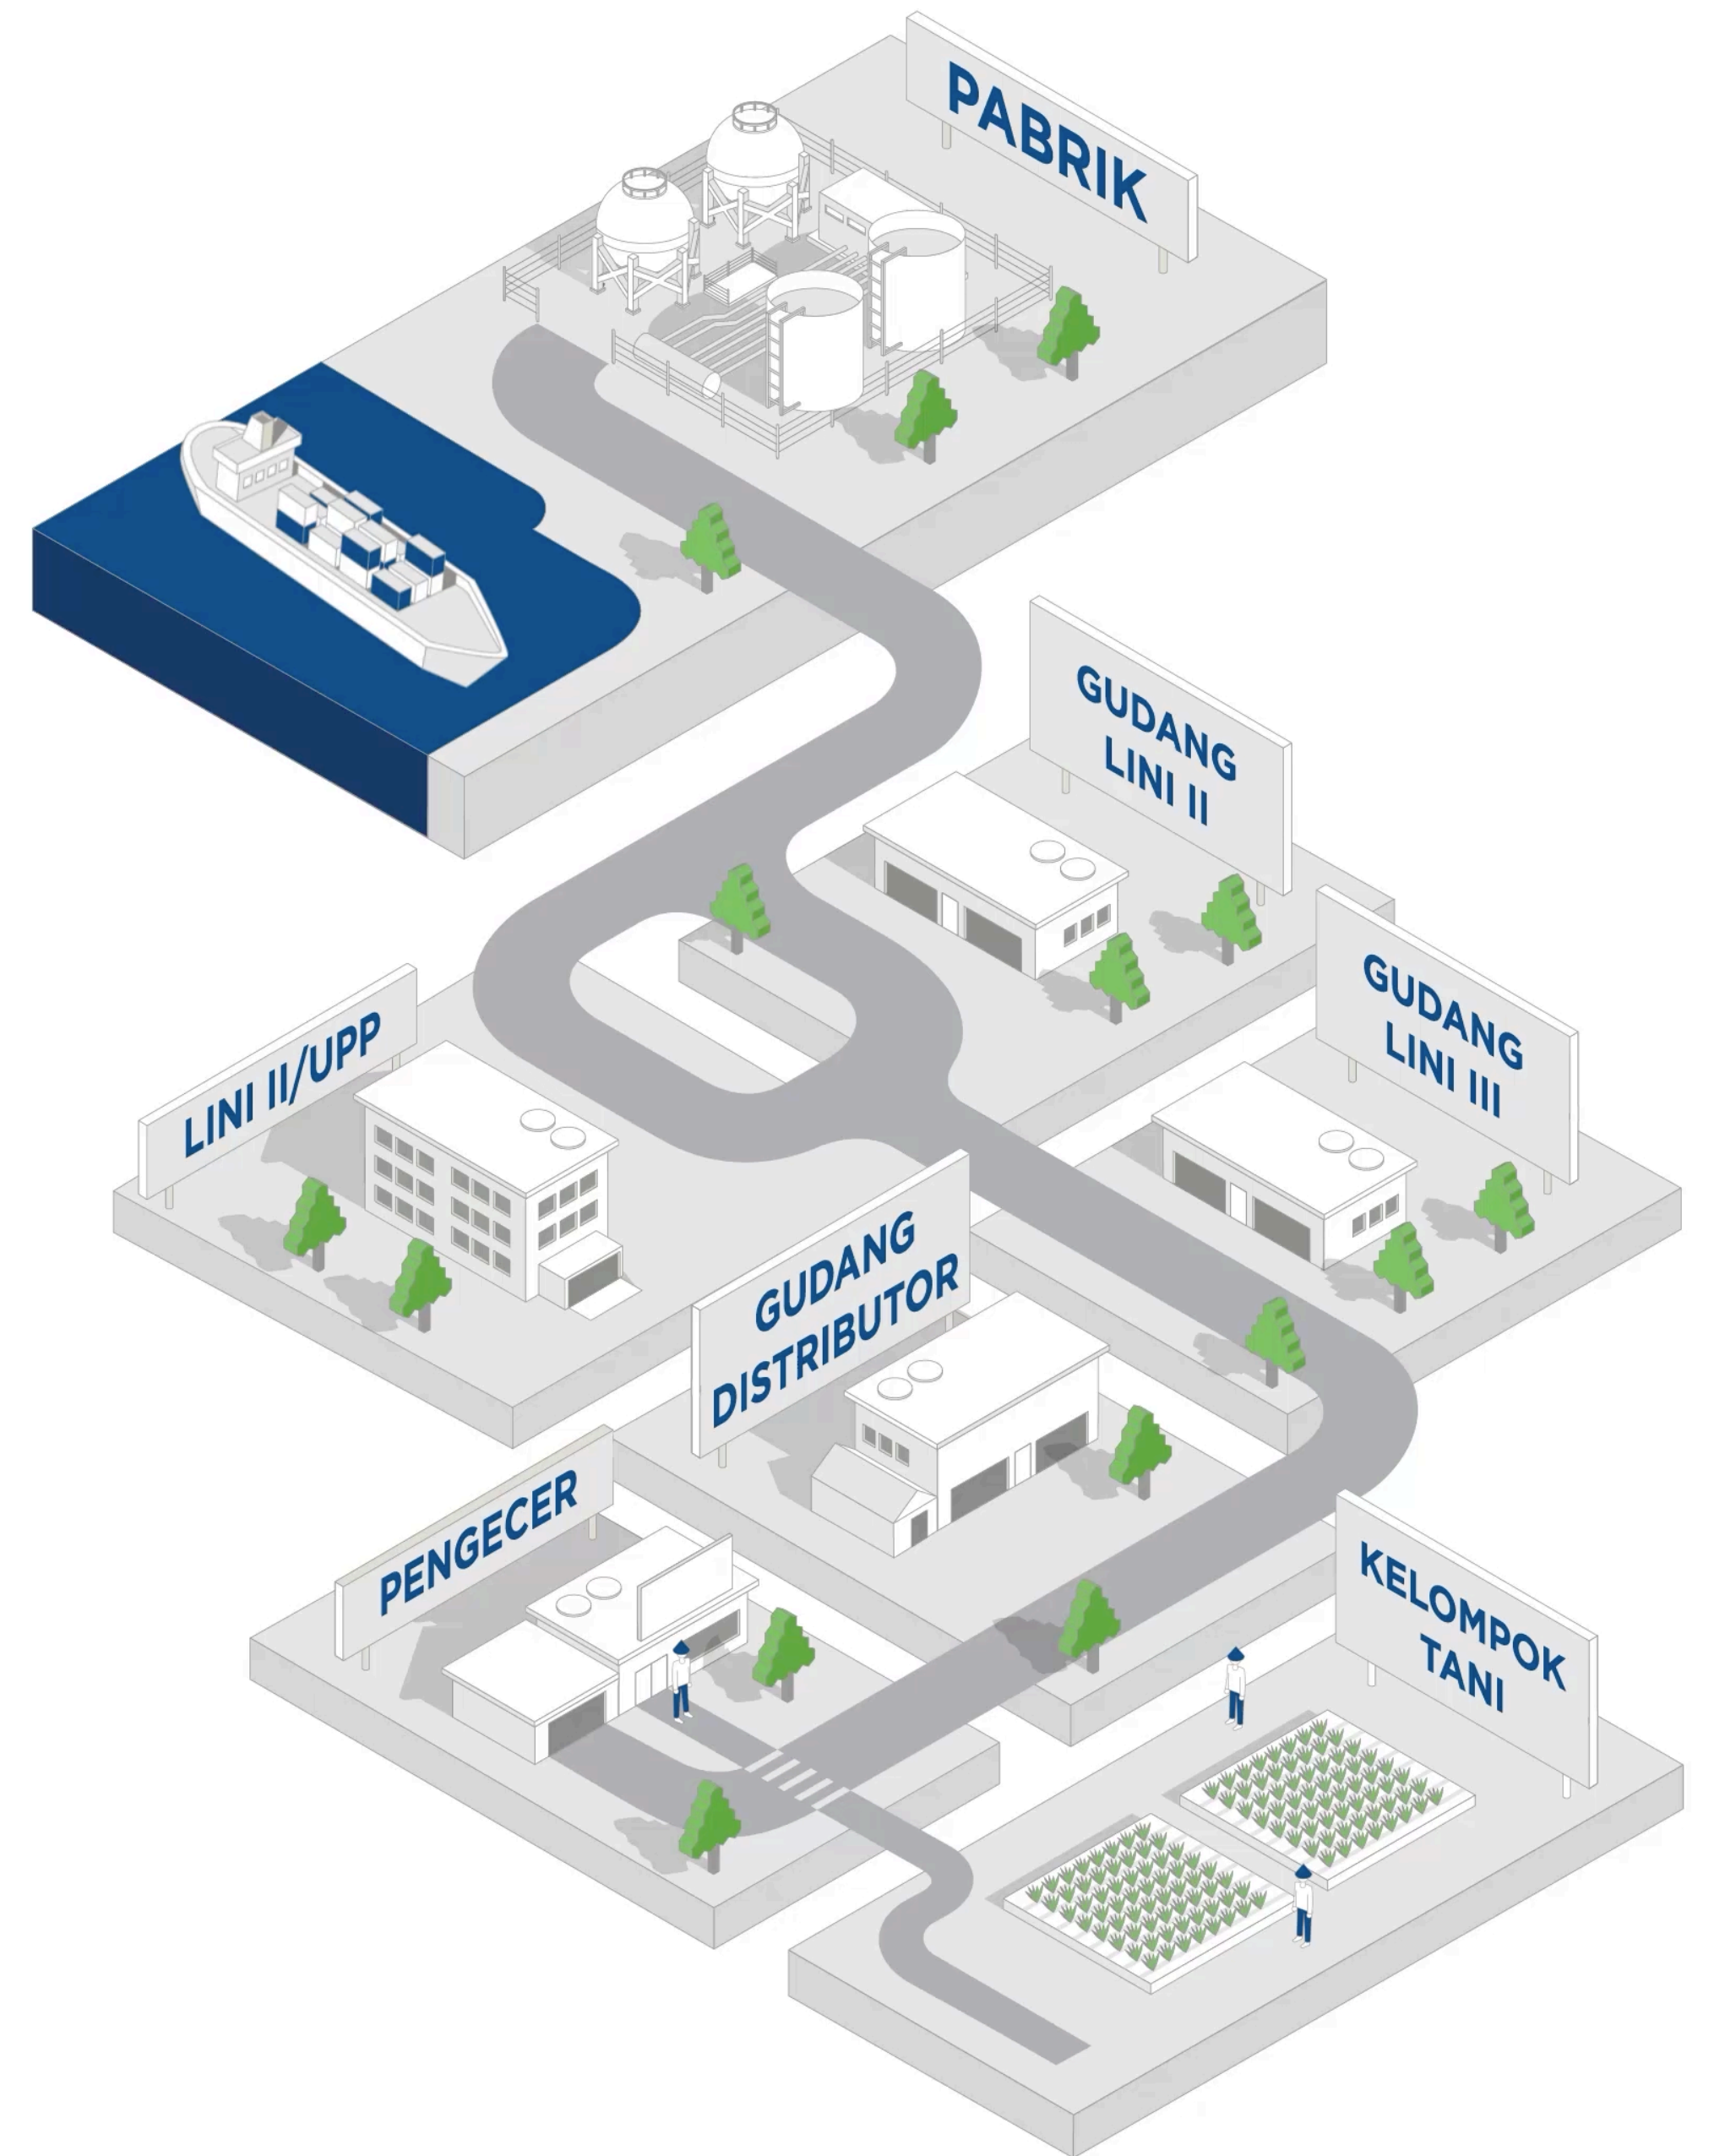 PABRIK
GUDANG
LINI II
GUDANG
LINI III
LINI II/UPP
GUDANG
DISTRIBUTOR
PENGECER
KELOMPOK
TANI